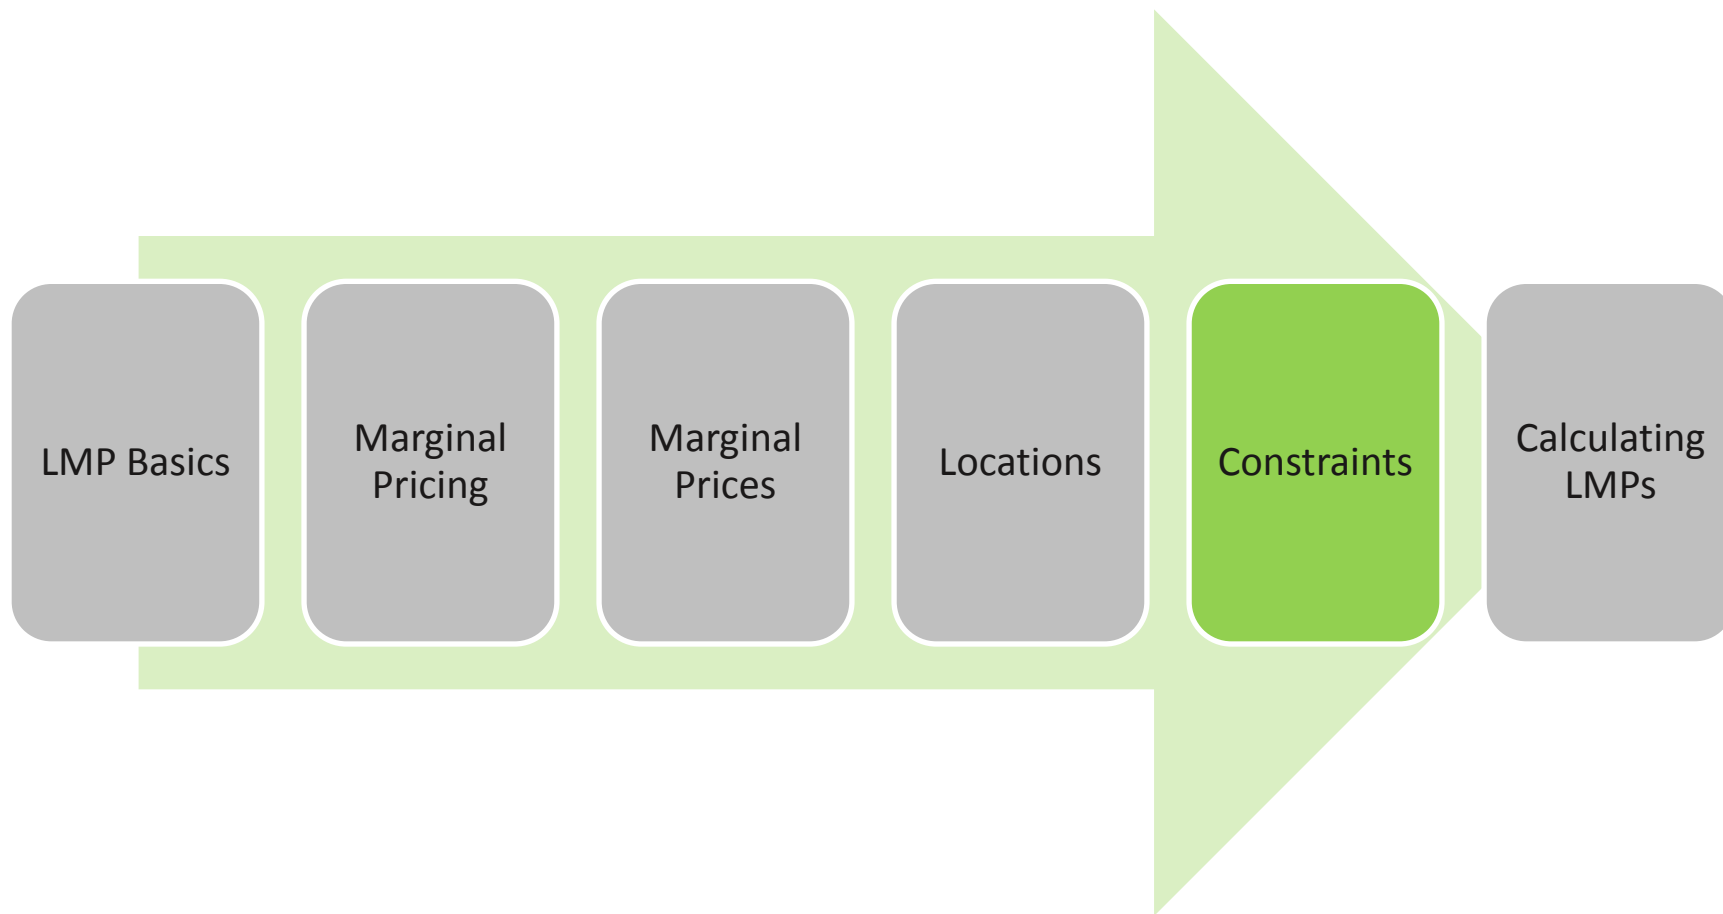 LMP Basics
Marginal
Pricing
Marginal
Prices
Locations
Constraints
Calculating
LMPs